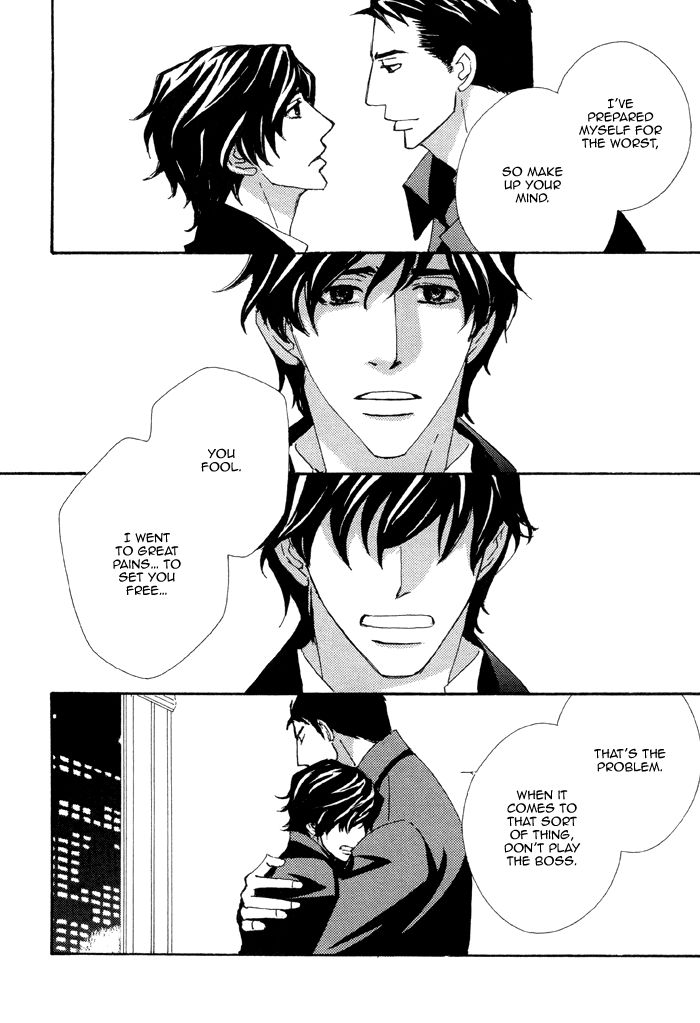 I'VE
PREPARED
MYSELF FOR
THE WORST,
SO MAKE
UP YOUR
MIND.
YOU
FOOL.
I WENT
TO GREAT
PAINS... TO
SET YOU
FREE...
THAT'S THE
PROBLEM.
WHEN IT
COMES TO
THAT SORT
OF THING,
DON'T PLAY
THE BOSS.